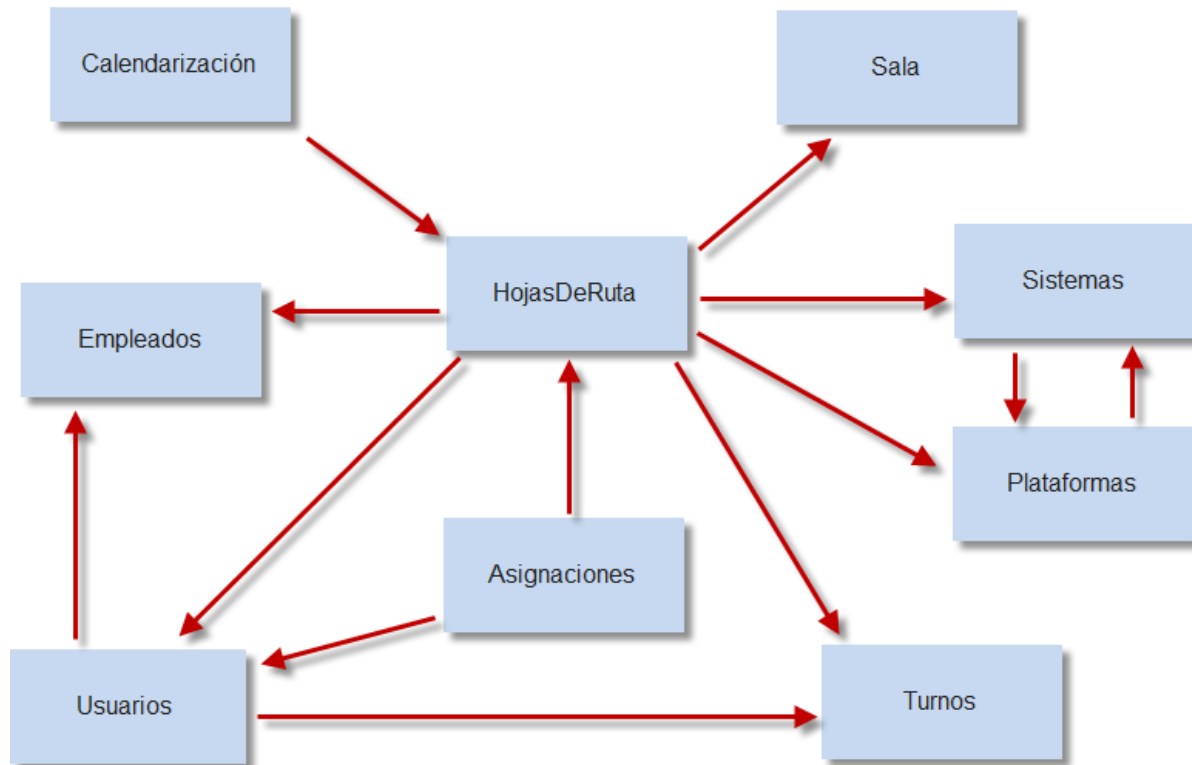 Calendarización
Sala
HojasDeRuta
Sistemas
Empleados
Plataformas
Asignaciones
Usuarios
Turnos